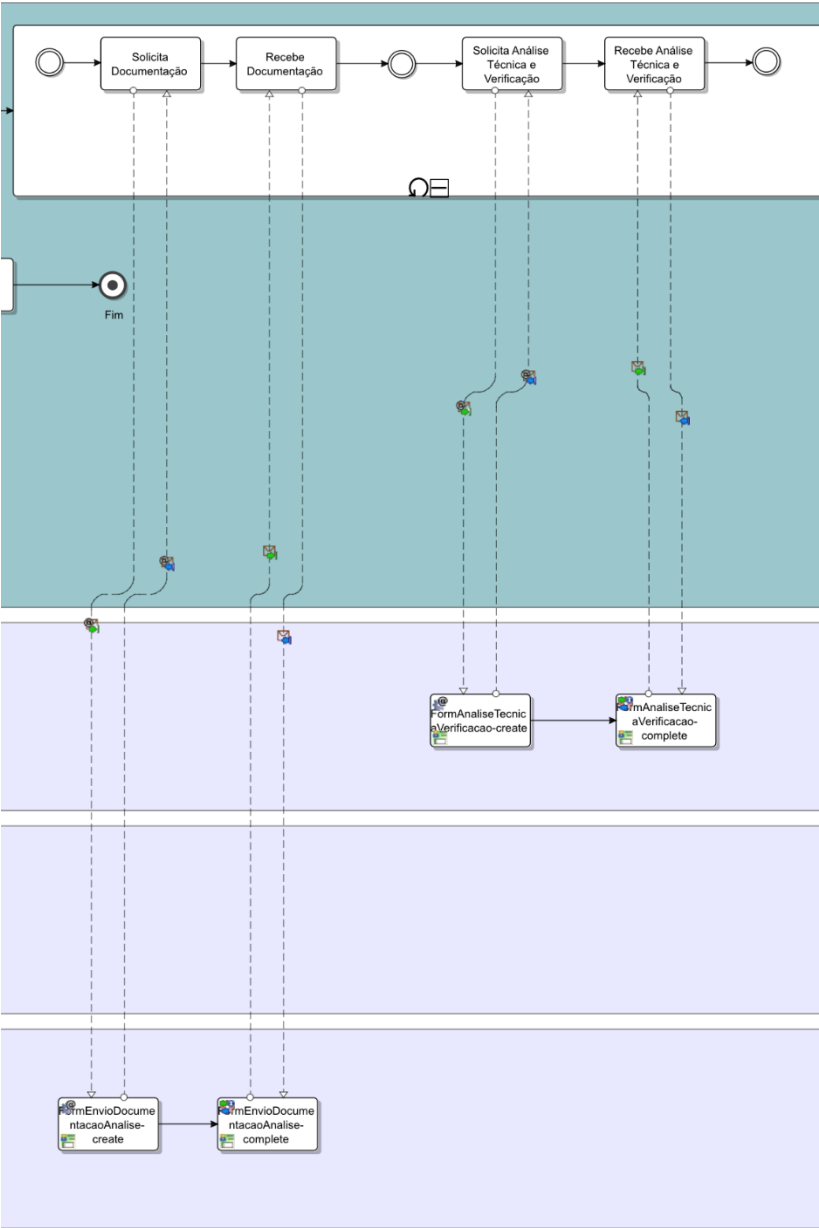 Solicita
Documentação
Recebe
Documentação
Solicita Análise
Técnica e
Verificação
Recebe Análise
Técnica e
Verificação
Fim
FormAnaliseTecnic
aVerificacao-create
FormAnaliseTecnic
aVerificacao-
complete
FormEnvioDocume
ntacaoAnalise-
create
FormEnvioDocume
ntacaoAnalise-
complete